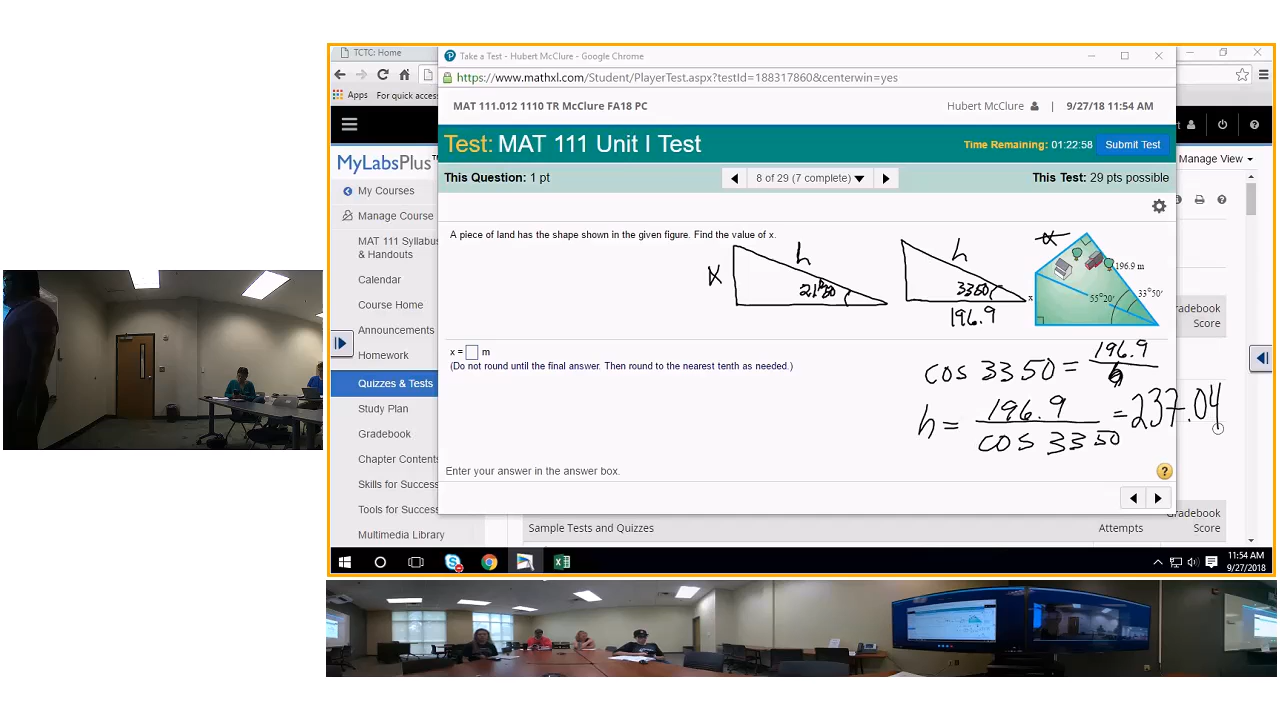 TCTC: Home
Take a Test - Hubert McClure - Google Chrome
https://www.mathxl.com/Student/PlayerTest.aspx?testId=188317860&centerwin=yes
Apps For quick access
MAT 111.012 1110 TR McClure FA18 PC
Hubert McClure
9/27/18 11:54 AM
Test: MAT 111 Unit I Test
Time Remaining: 01:22:58
Submit Test
This Question: 1 pt
8 of 29 (7 complete)
This Test: 29 pts possible
MyLabsPlus
Manage View
My Courses
Manage Course
MAT 111 Syllabus
& Handouts
Calendar
Course Home
Announcements
Homework
Quizzes & Tests
Study Plan
Gradebook
Chapter Contents
Skills for Success
Tools for Success
Multimedia Library
A piece of land has the shape shown in the given figure. Find the value of x.
x
h
21°30
h
3350
196.9
x
196.9 m
x
55°20'
33°50'
x = m
(Do not round until the final answer. Then round to the nearest tenth as needed.)
cos 33 50 = 196.9
h
h = 196.9
cos 33 50
= 237.04
Enter your answer in the answer box.
?
Gradebook
Score
Gradebook
Score
Sample Tests and Quizzes
Attempts
11:54 AM
9/27/2018